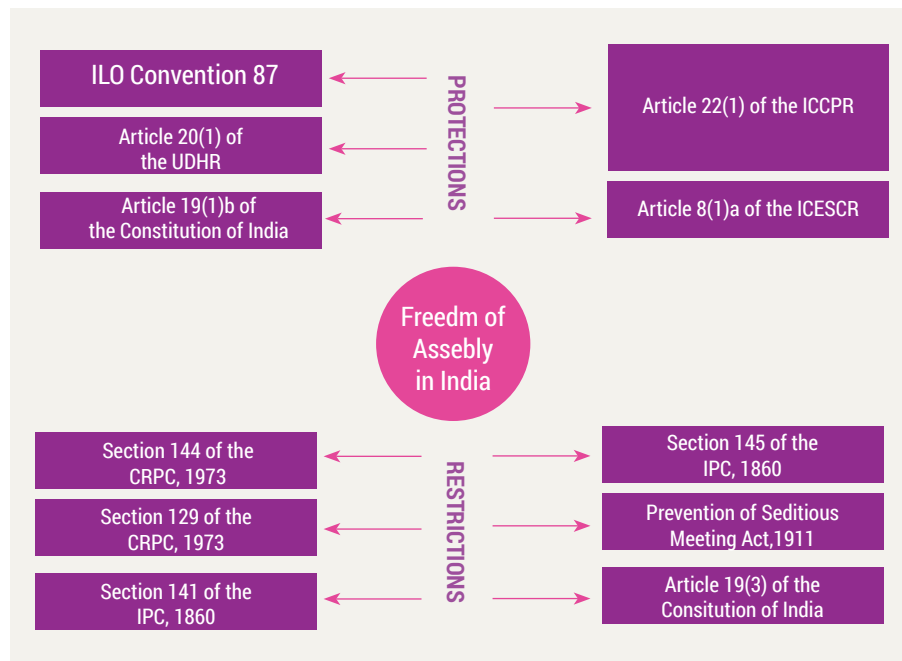 ILO Convention 87
Article 20(1) of
the UDHR
Article 19(1)b of
the Constitution of India
PROTECTIONS
Article 22(1) of the ICCPR
Article 8(1)a of the ICESCR
Freedm of
Assebly
in India
Section 144 of the
CRPC, 1973
Section 129 of the
CRPC, 1973
Section 141 of the
IPC, 1860
RESTRICTIONS
Section 145 of the
IPC, 1860
Prevention of Seditious
Meeting Act,1911
Article 19(3) of the
Consitution of India